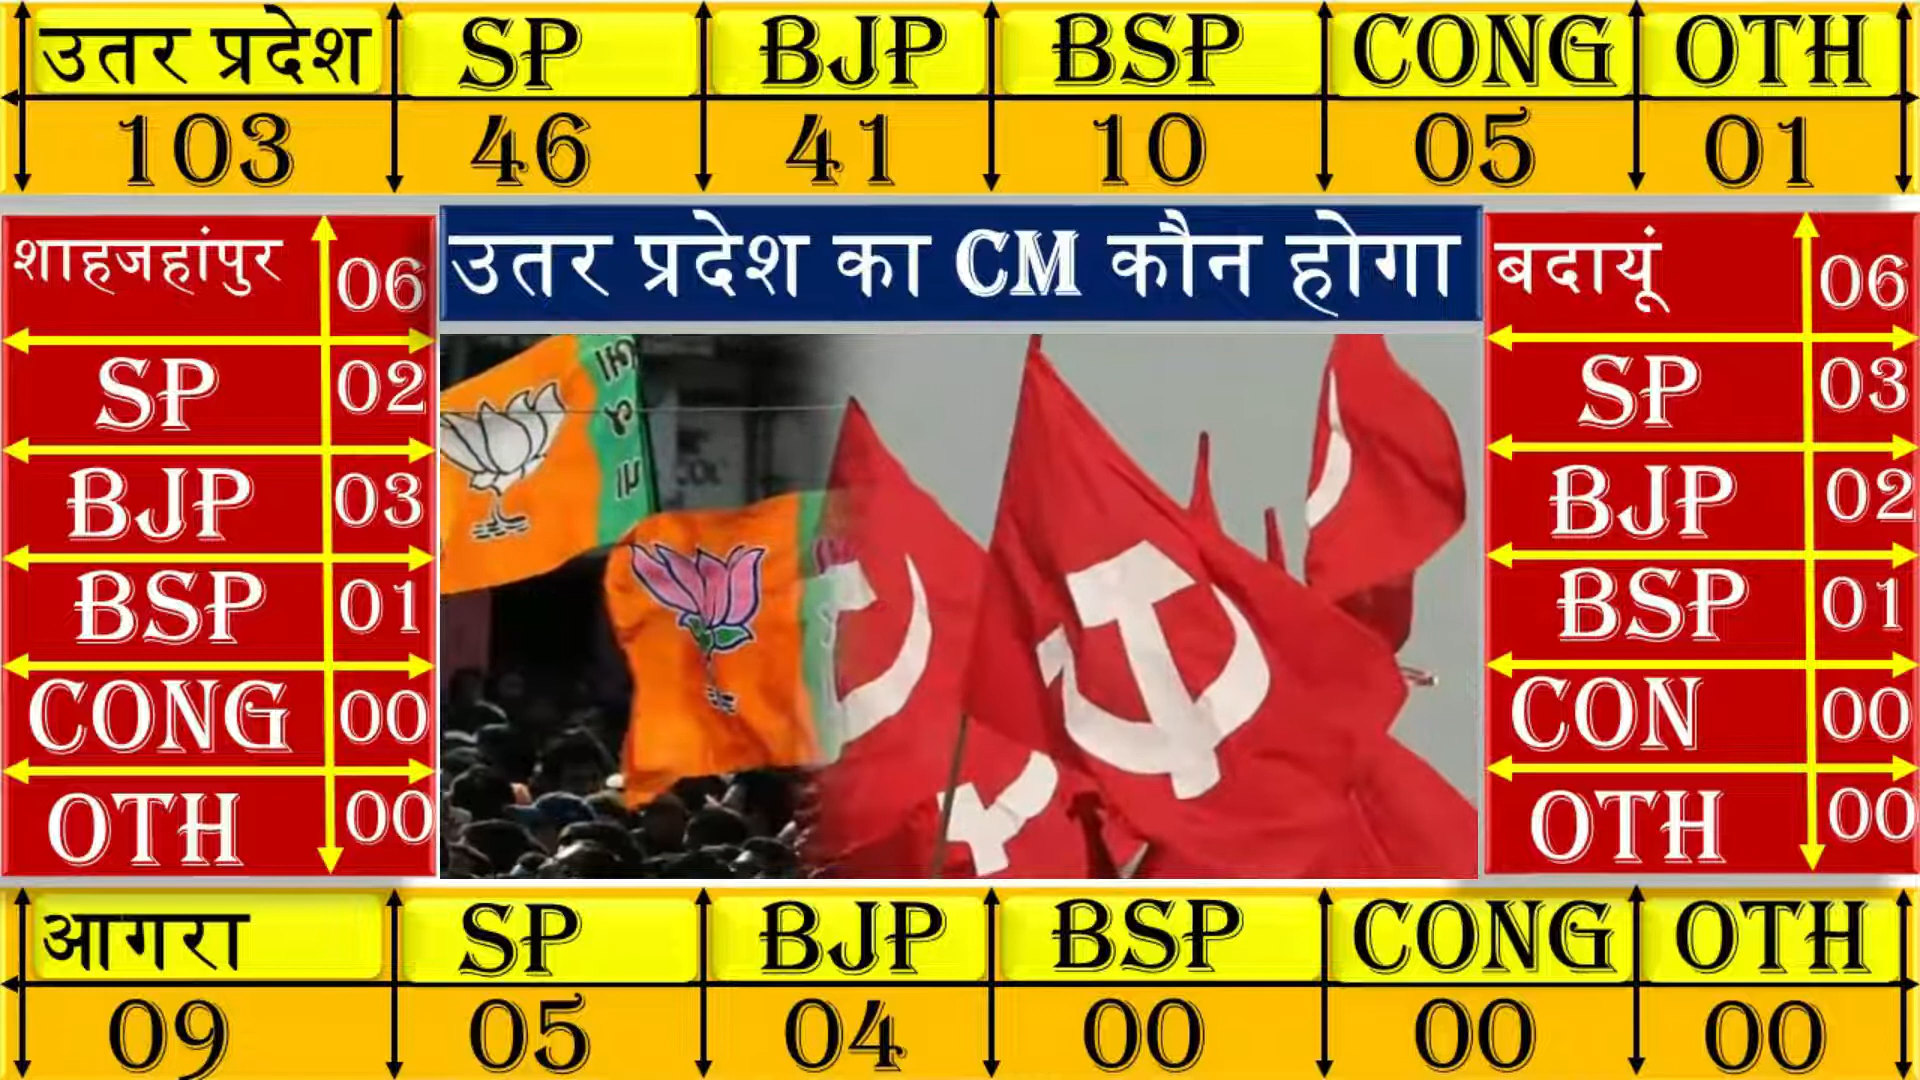 उतर प्रदेश SP BJP BSP CONG OTH
103 46 41 10 05 01
उतर प्रदेश का CM कौन होगा
शाहजहांपुर 06
SP 02
BJP 03
BSP 01
CONG 00
OTH 00
बदायूं 06
SP 03
BJP 02
BSP 01
CON 00
OTH 00
आगरा SP BJP BSP CONG OTH
09 05 04 00 00 00